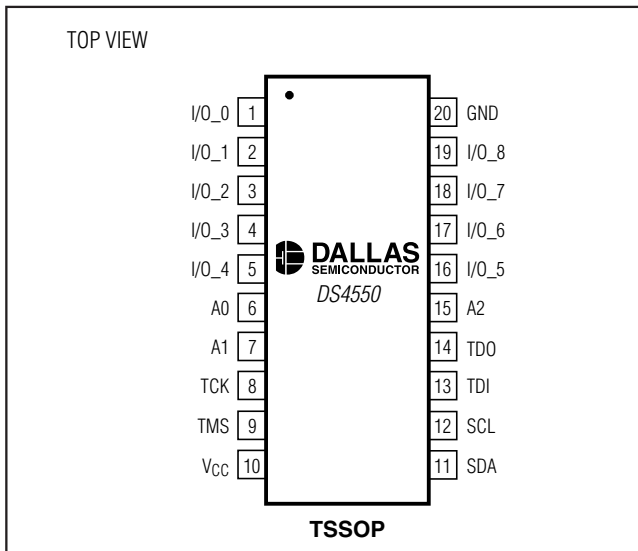 TOP VIEW
I/O_0 1 20 GND
I/O_1 2 19 I/O_8
I/O_2 3 18 I/O_7
I/O_3 4 17 I/O_6
I/O_4 5 16 I/O_5
DALLAS
SEMICONDUCTOR
DS4550
A0 6 15 A2
A1 7 14 TDO
TCK 8 13 TDI
TMS 9 12 SCL
VCC 10 11 SDA
TSSOP